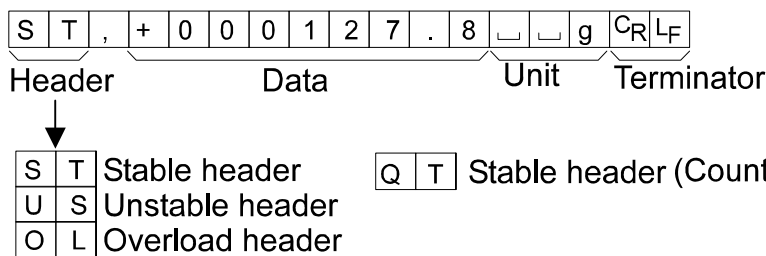 S T , + 0 0 0 1 2 7 . 8 ⎵ ⎵ g CR LF
Header Data Unit Terminator
S T Stable header Q T Stable header (Count
U S Unstable header
O L Overload header